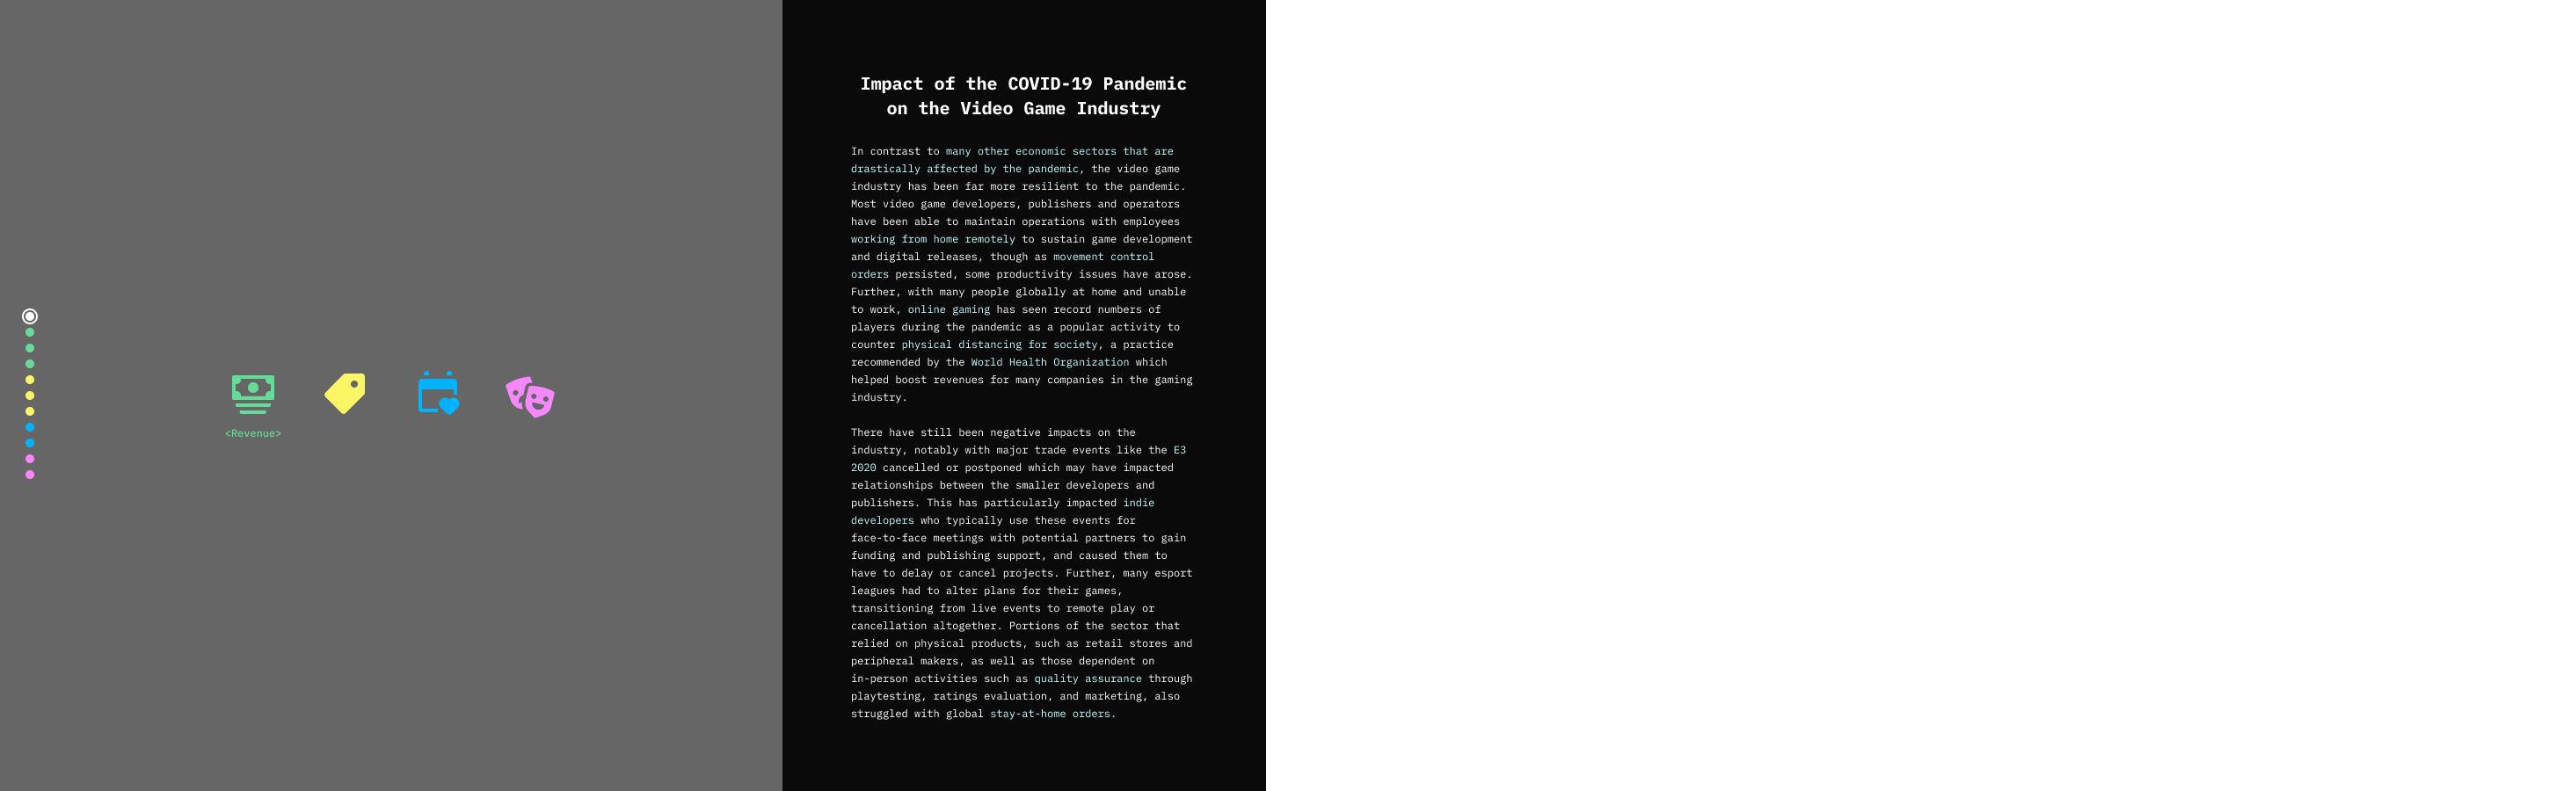 <Revenue>
Impact of the COVID-19 Pandemic
on the Video Game Industry
In contrast to many other economic sectors that are
drastically affected by the pandemic, the video game
industry has been far more resilient to the pandemic.
Most video game developers, publishers and operators
have been able to maintain operations with employees
working from home remotely to sustain game development
and digital releases, though as movement control
orders persisted, some productivity issues have arose.
Further, with many people globally at home and unable
to work, online gaming has seen record numbers of
players during the pandemic as a popular activity to
counter physical distancing for society, a practice
recommended by the World Health Organization which
helped boost revenues for many companies in the gaming
industry.
There have still been negative impacts on the
industry, notably with major trade events like the E3
2020 cancelled or postponed which may have impacted
relationships between the smaller developers and
publishers. This has particularly impacted indie
developers who typically use these events for
face-to-face meetings with potential partners to gain
funding and publishing support, and caused them to
have to delay or cancel projects. Further, many esport
leagues had to alter plans for their games,
transitioning from live events to remote play or
cancellation altogether. Portions of the sector that
relied on physical products, such as retail stores and
peripheral makers, as well as those dependent on
in-person activities such as quality assurance through
playtesting, ratings evaluation, and marketing, also
struggled with global stay-at-home orders.